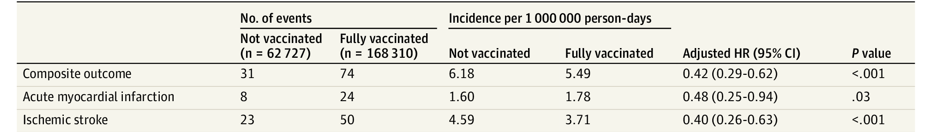 No. of events Incidence per 1 000 000 person-days
Not vaccinated (n = 62 727) Fully vaccinated (n = 168 310) Not vaccinated Fully vaccinated Adjusted HR (95% CI) P value
Composite outcome 31 74 6.18 5.49 0.42 (0.29-0.62) <.001
Acute myocardial infarction 8 24 1.60 1.78 0.48 (0.25-0.94) .03
Ischemic stroke 23 50 4.59 3.71 0.40 (0.26-0.63) <.001